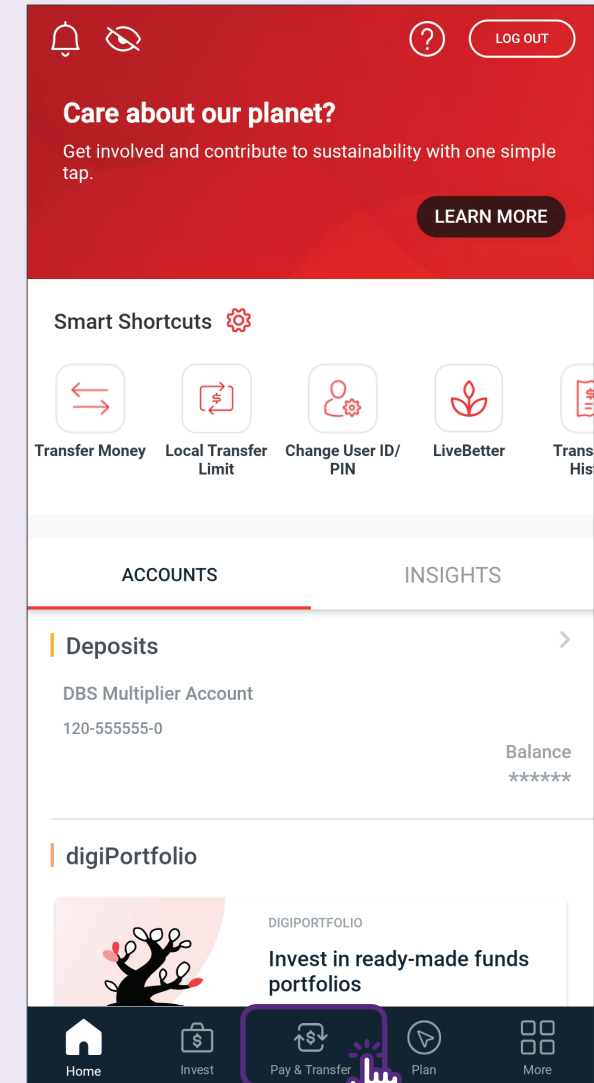 LOG OUT
Care about our planet?
Get involved and contribute to sustainability with one simple
tap.
LEARN MORE
Smart Shortcuts
Transfer Money
Local Transfer
Limit
Change User ID/
PIN
LiveBetter
Trans
His
ACCOUNTS
INSIGHTS
Deposits
DBS Multiplier Account
120-555555-0
Balance
******
digiPortfolio
DIGIPORTFOLIO
Invest in ready-made funds
portfolios
Home
Invest
Pay & Transfer
Plan
More